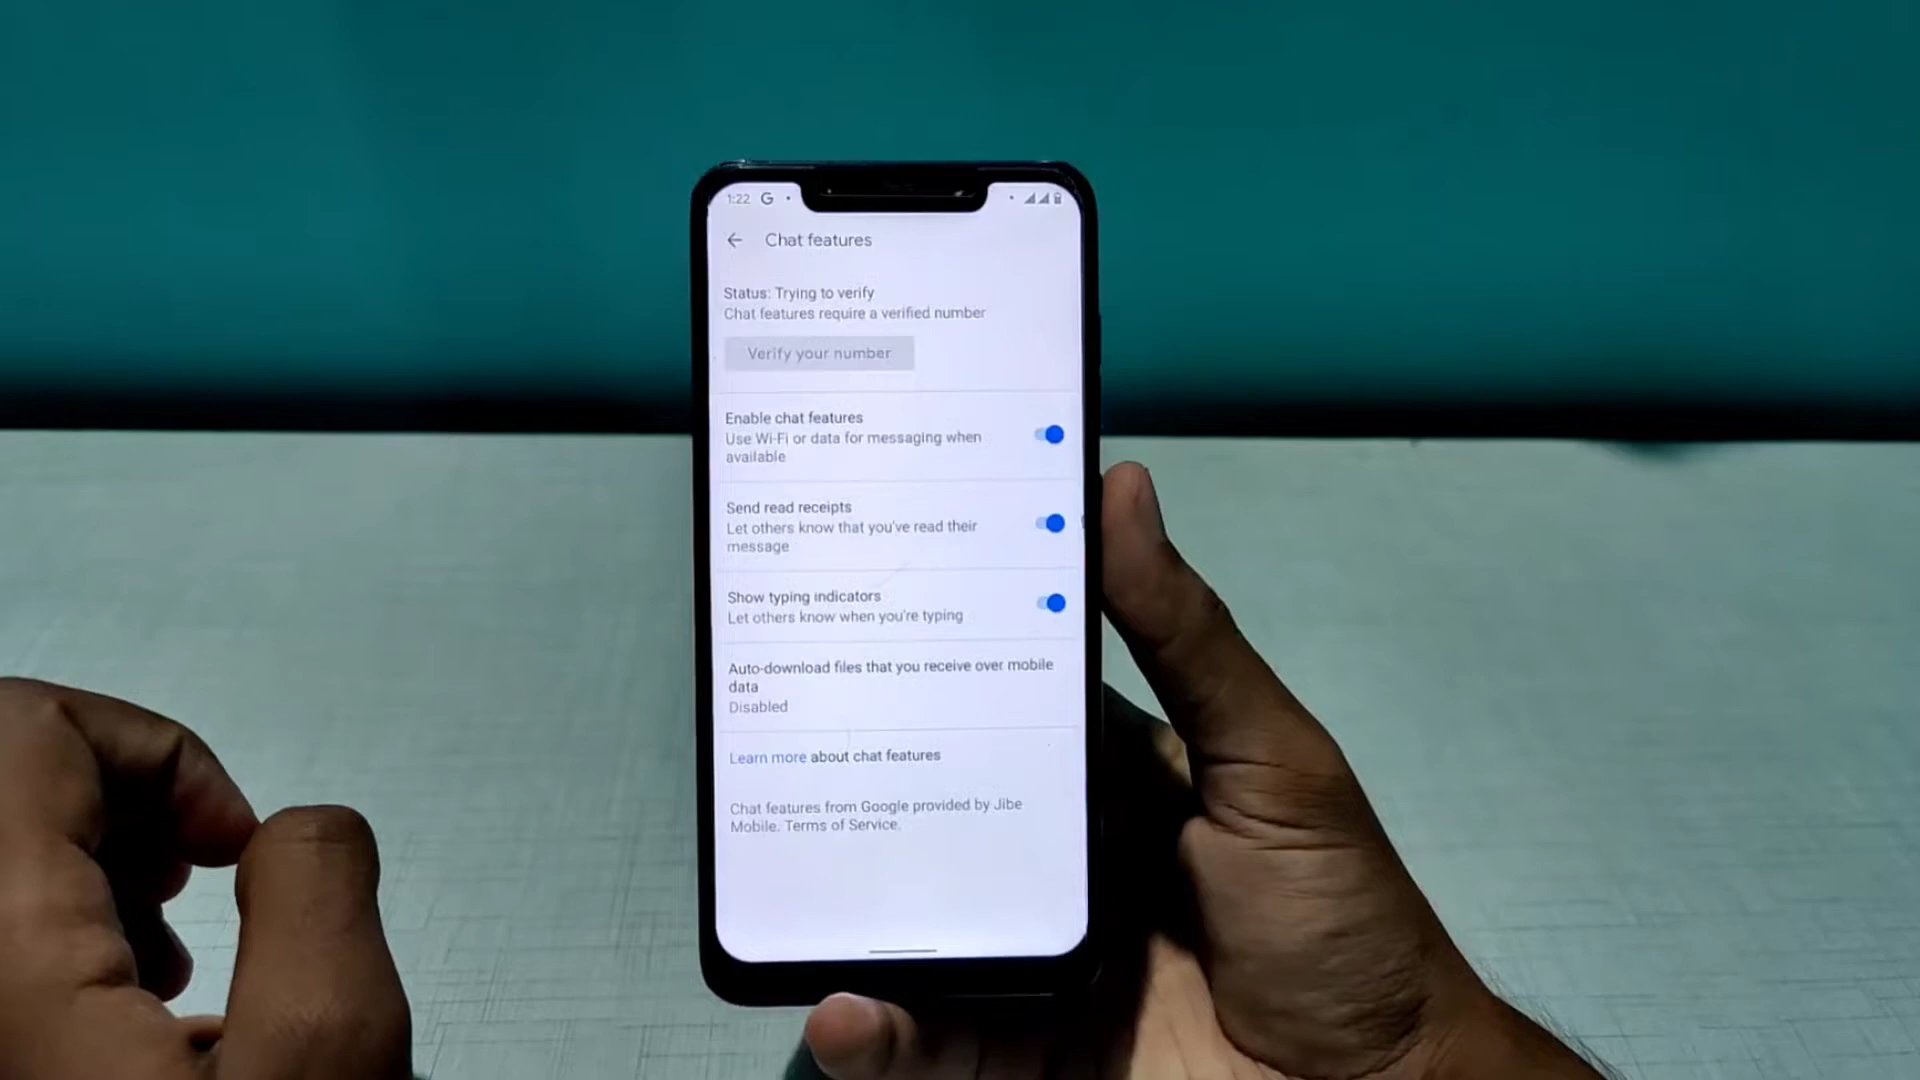 1:22 G
Chat features
Status: Trying to verify
Chat features require a verified number
Verify your number
Enable chat features
Use Wi-Fi or data for messaging when
available
Send read receipts
Let others know that you've read their
message
Show typing indicators
Let others know when you're typing
Auto-download files that you receive over mobile
data
Disabled
Learn more about chat features
Chat features from Google provided by Jibe
Mobile. Terms of Service.